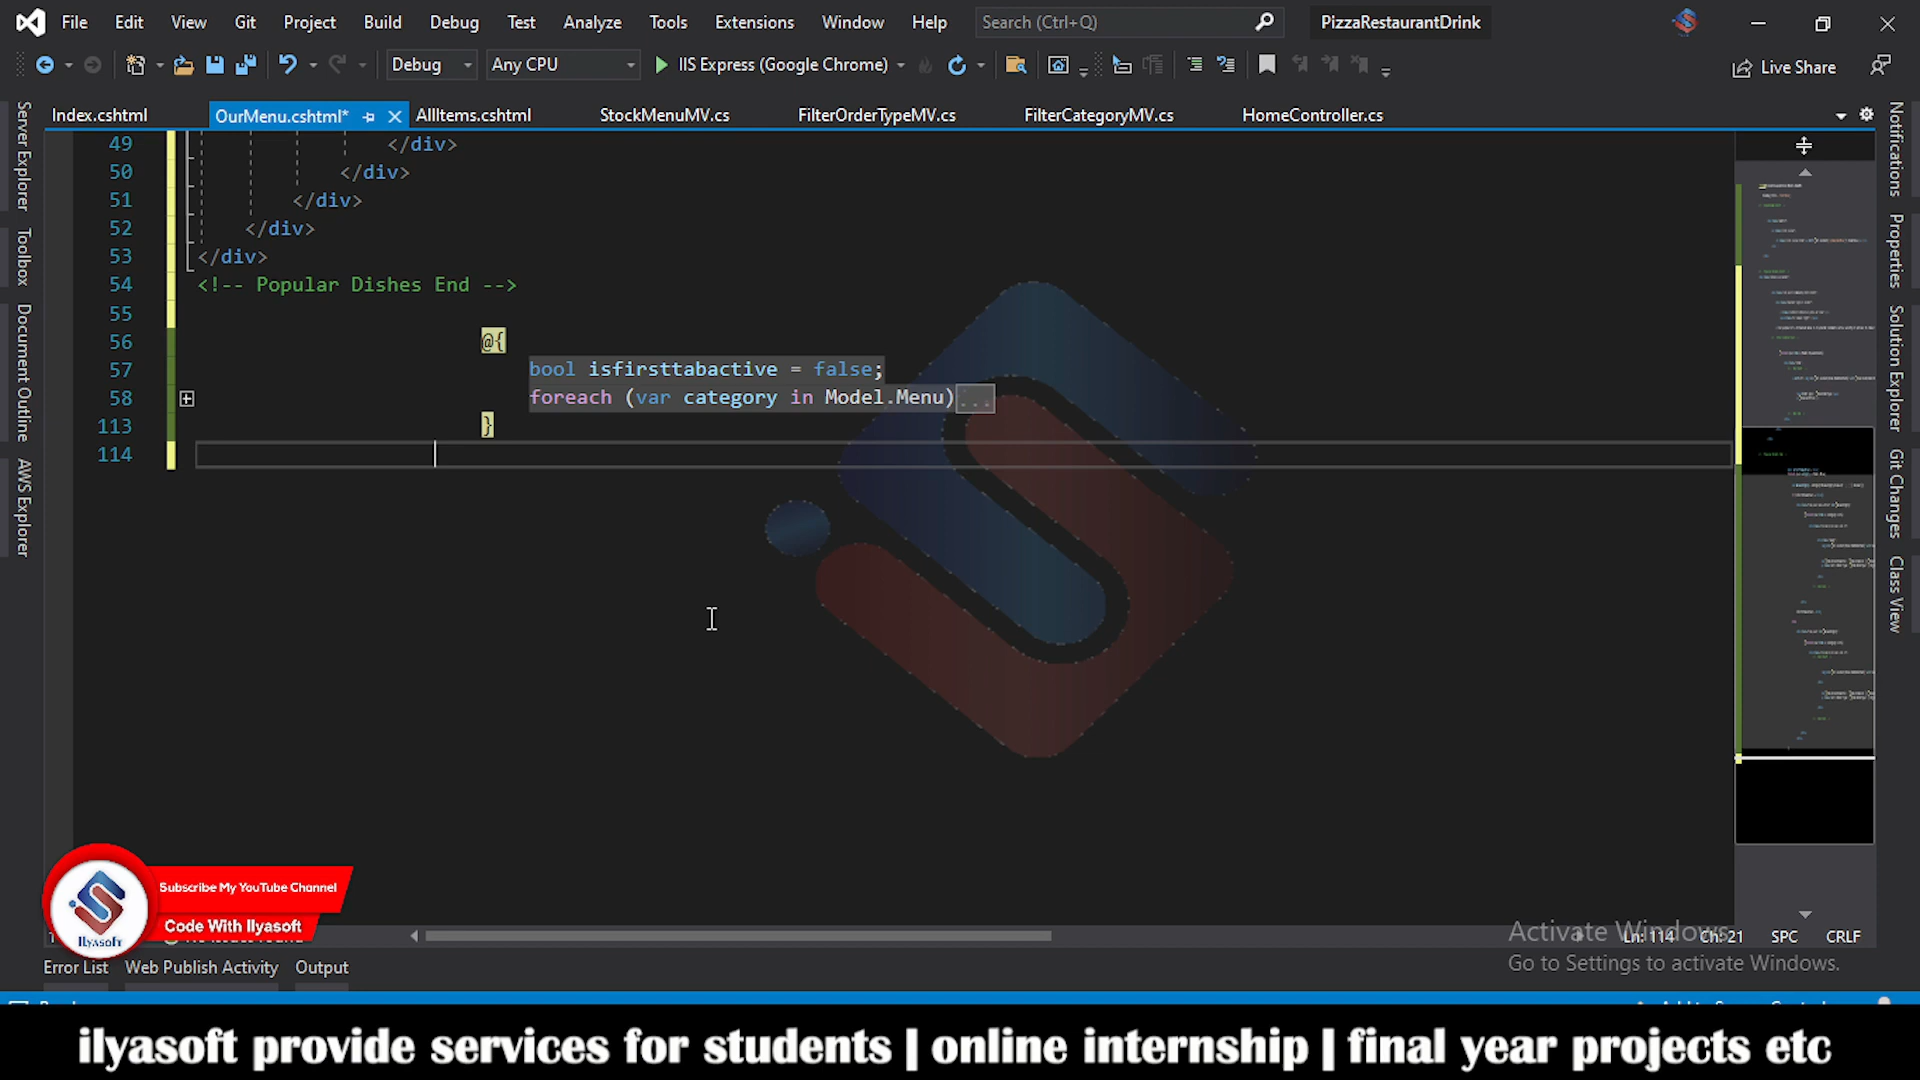 File Edit View Git Project Build Debug Test Analyze Tools Extensions Window Help Search (Ctrl+Q) PizzaRestaurantDrink
Debug Any CPU IIS Express (Google Chrome) Live Share
Index.cshtml OurMenu.cshtml* AllItems.cshtml StockMenuMV.cs FilterOrderTypeMV.cs FilterCategoryMV.cs HomeController.cs
Server Explorer
Toolbox
Document Outline
AWS Explorer
49 </div>
50 </div>
51 </div>
52 </div>
53 </div>
54 <!-- Popular Dishes End -->
55
56 @{
57 bool isfirsttabactive = false;
58 foreach (var category in Model.Menu)...
113 }
114
Notifications
Properties
Solution Explorer
Git Changes
Class View
Subscribe My YouTube Channel
Code With Ilyasoft
Ilyasoft
Activate Windows
Go to Settings to activate Windows.
Ln: 114 Ch: 21 SPC CRLF
Error List Web Publish Activity Output
ilyasoft provide services for students | online internship | final year projects etc